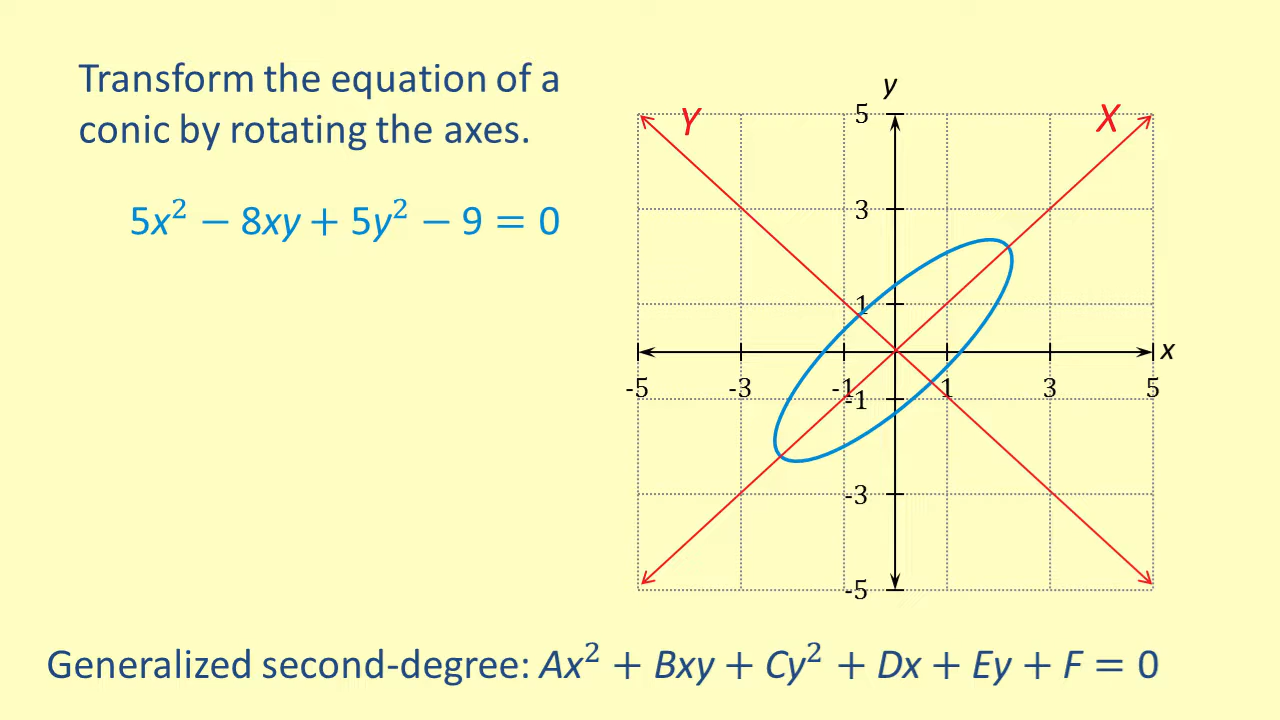 Transform the equation of a
conic by rotating the axes.
5x² − 8xy + 5y² − 9 = 0
y
5
Y
X
3
1
x
-5
-3
-1
1
3
5
-1
-3
-5
Generalized second-degree: Ax² + Bxy + Cy² + Dx + Ey + F = 0